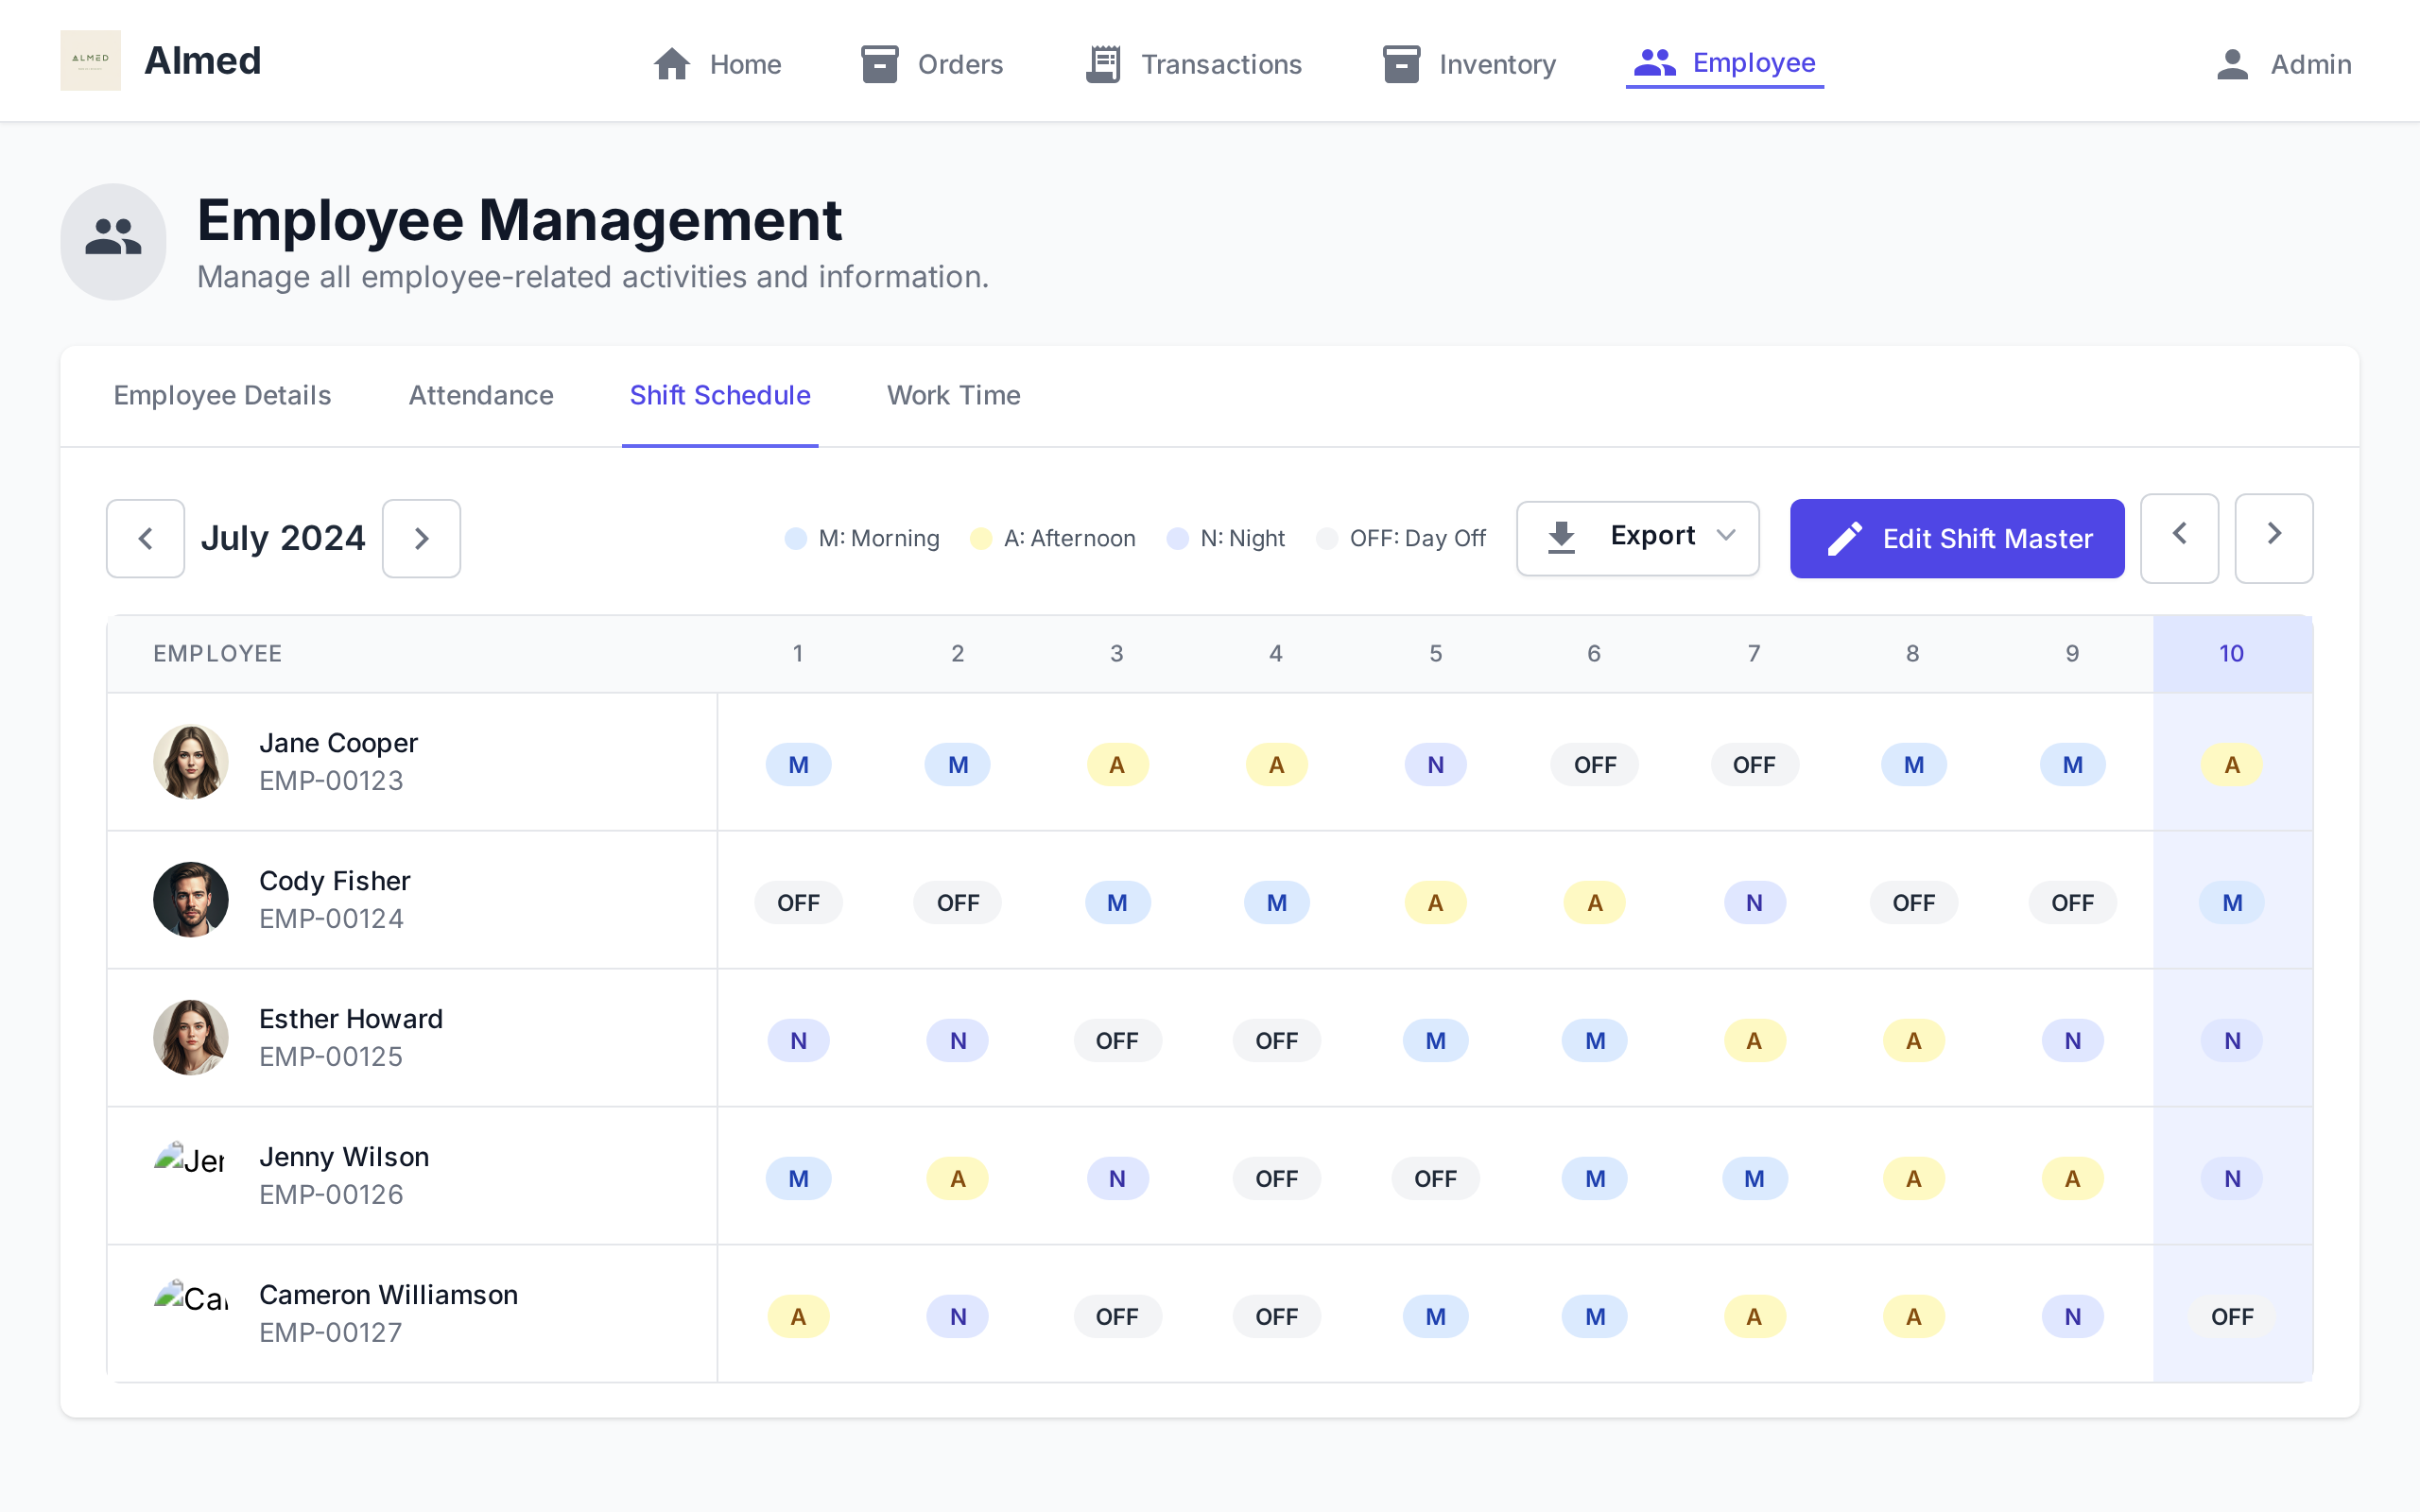 ALMED
Almed
Home
Orders
Transactions
Inventory
Employee
Admin
Employee Management
Manage all employee-related activities and information.
Employee Details
Attendance
Shift Schedule
Work Time
July 2024
M: Morning
A: Afternoon
N: Night
OFF: Day Off
Export
Edit Shift Master
EMPLOYEE 1 2 3 4 5 6 7 8 9 10
Jane Cooper
EMP-00123
M M A A N OFF OFF M M A
Cody Fisher
EMP-00124
OFF OFF M M A A N OFF OFF M
Esther Howard
EMP-00125
N N OFF OFF M M A A N N
Jer
Jenny Wilson
EMP-00126
M A N OFF OFF M M A A N
Ca
Cameron Williamson
EMP-00127
A N OFF OFF M M A A N OFF